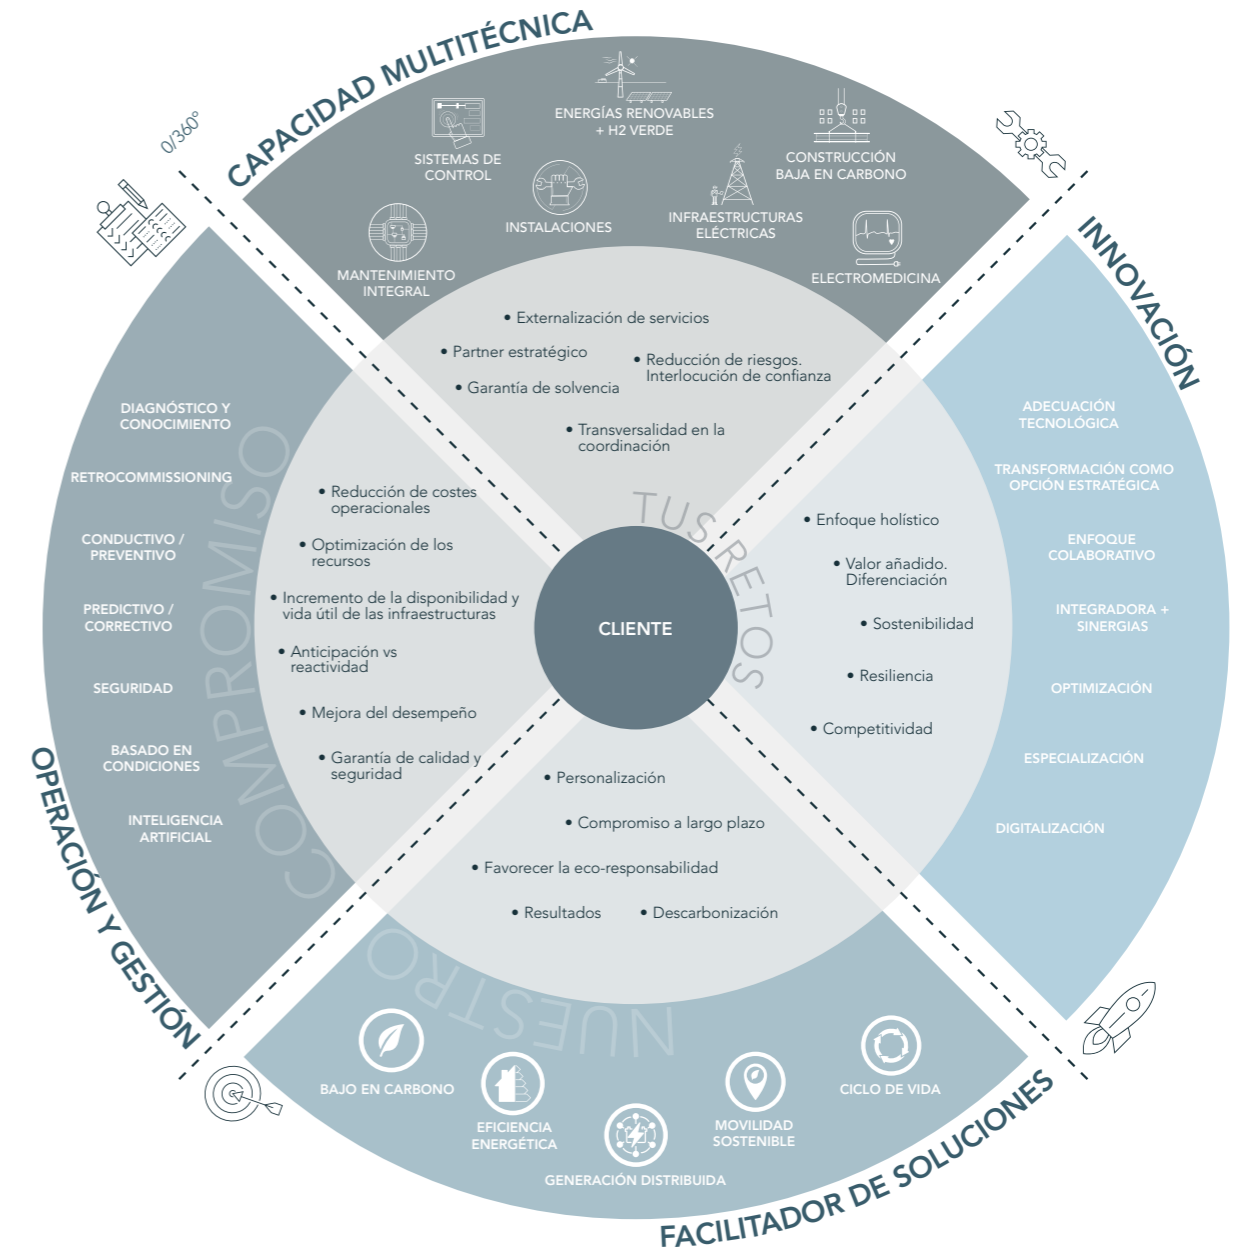 0/360º
CAPACIDAD MULTITÉCNICA
ENERGÍAS RENOVABLES
+ H2 VERDE
SISTEMAS DE
CONTROL
CONSTRUCCIÓN
BAJA EN CARBONO
INSTALACIONES
INFRAESTRUCTURAS
ELÉCTRICAS
MANTENIMIENTO
INTEGRAL
ELECTROMEDICINA
• Externalización de servicios
• Partner estratégico
• Reducción de riesgos.
Interlocución de confianza
• Garantía de solvencia
• Transversalidad en la
coordinación
INNOVACIÓN
ADECUACIÓN
TECNOLÓGICA
TRANSFORMACIÓN COMO
OPCIÓN ESTRATÉGICA
ENFOQUE
COLABORATIVO
INTEGRADORA +
SINERGIAS
OPTIMIZACIÓN
ESPECIALIZACIÓN
DIGITALIZACIÓN
• Enfoque holístico
• Valor añadido.
Diferenciación
• Sostenibilidad
• Resiliencia
• Competitividad
TUS RETOS
CLIENTE
OPERACIÓN Y GESTIÓN
DIAGNÓSTICO Y
CONOCIMIENTO
RETROCOMMISSIONING
CONDUCTIVO /
PREVENTIVO
PREDICTIVO /
CORRECTIVO
SEGURIDAD
BASADO EN
CONDICIONES
INTELIGENCIA
ARTIFICIAL
• Reducción de costes
operacionales
• Optimización de los
recursos
• Incremento de la disponibilidad y
vida útil de las infraestructuras
• Anticipación vs
reactividad
• Mejora del desempeño
• Garantía de calidad y
seguridad
NUESTRO COMPROMISO
• Personalización
• Compromiso a largo plazo
• Favorecer la eco-responsabilidad
• Resultados
• Descarbonización
BAJO EN CARBONO
EFICIENCIA
ENERGÉTICA
GENERACIÓN DISTRIBUIDA
MOVILIDAD
SOSTENIBLE
CICLO DE VIDA
FACILITADOR DE SOLUCIONES